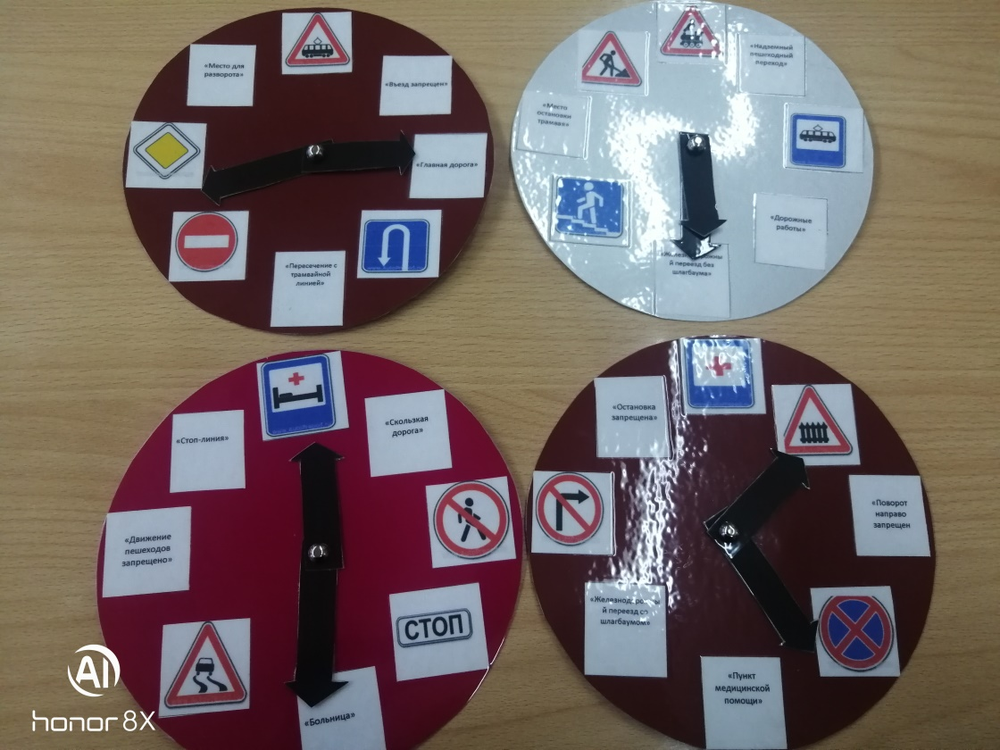 «Место для
разворота»
«Въезд запрещен»
«Главная дорога»
«Пересечение с
трамвайной
линией»
«Надземный
пешеходный
переход»
«Место
остановки
трамвая»
«Дорожные
работы»
«Железнодорожны
й переезд без
шлагбаума»
«Скользкая
дорога»
«Стоп-линия»
«Движение
пешеходов
запрещено»
СТОП
«Больница»
«Остановка
запрещена»
«Поворот
направо
запрещен
«Железнодорожны
й переезд со
шлагбаумом»
«Пункт
медицинской
помощи»
AI
honor 8X